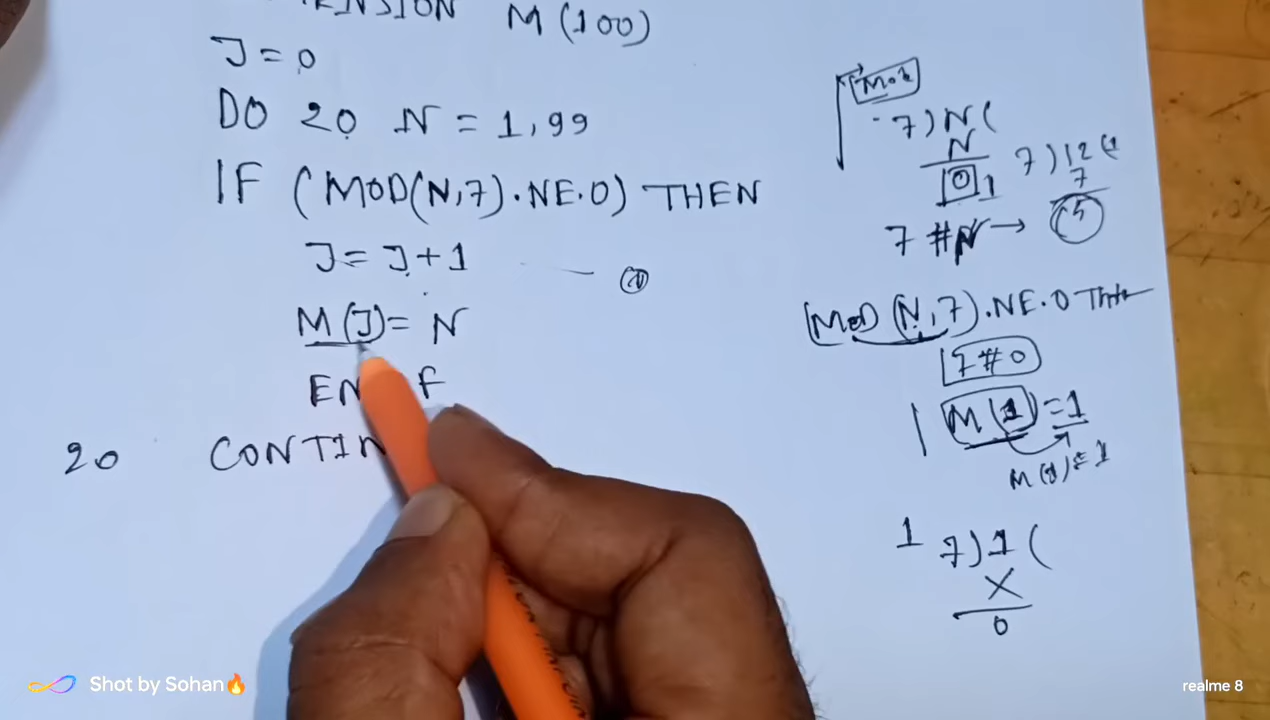 M(100)
J = 0
DO 20 N = 1,99
IF (MOD(N,7).NE.0) THEN
J = J+1
M(J) = N
EN F
20 CONTIN
7)N(
N
0 1
7)12(1
7
5
7 # N →
(MOD (N,7).NE.0
7 # 0
M(1) = 1
1 7)1(
X
0
Shot by Sohan🔥
realme 8